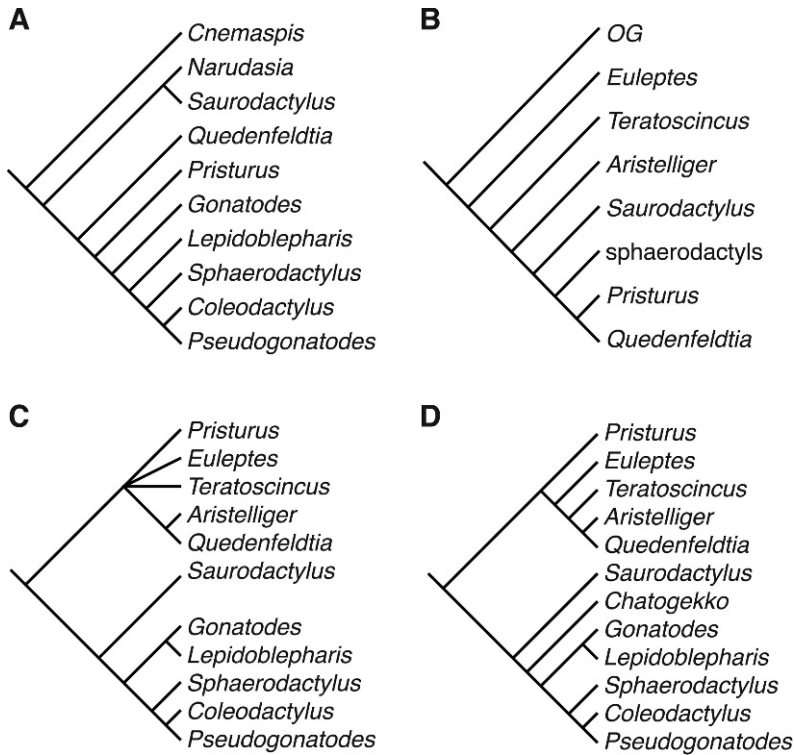 A
Cnemaspis
Narudasia
Saurodactylus
Quedenfeldtia
Pristurus
Gonatodes
Lepidoblepharis
Sphaerodactylus
Coleodactylus
Pseudogonatodes
B
OG
Euleptes
Teratoscincus
Aristelliger
Saurodactylus
sphaerodactyls
Pristurus
Quedenfeldtia
C
Pristurus
Euleptes
Teratoscincus
Aristelliger
Quedenfeldtia
Saurodactylus
Gonatodes
Lepidoblepharis
Sphaerodactylus
Coleodactylus
Pseudogonatodes
D
Pristurus
Euleptes
Teratoscincus
Aristelliger
Quedenfeldtia
Saurodactylus
Chatogekko
Gonatodes
Lepidoblepharis
Sphaerodactylus
Coleodactylus
Pseudogonatodes